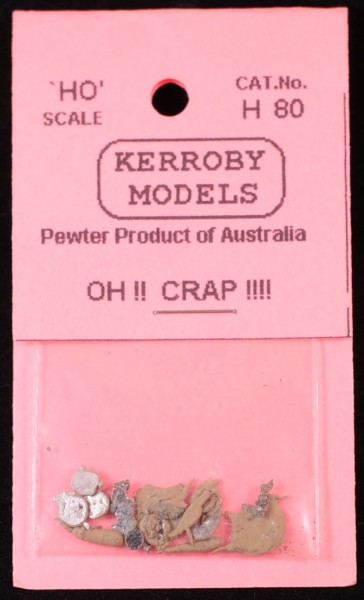 `HO'
SCALE
CAT.No.
H 80
KERROBY
MODELS
Pewter Product of Australia
OH !! CRAP !!!!